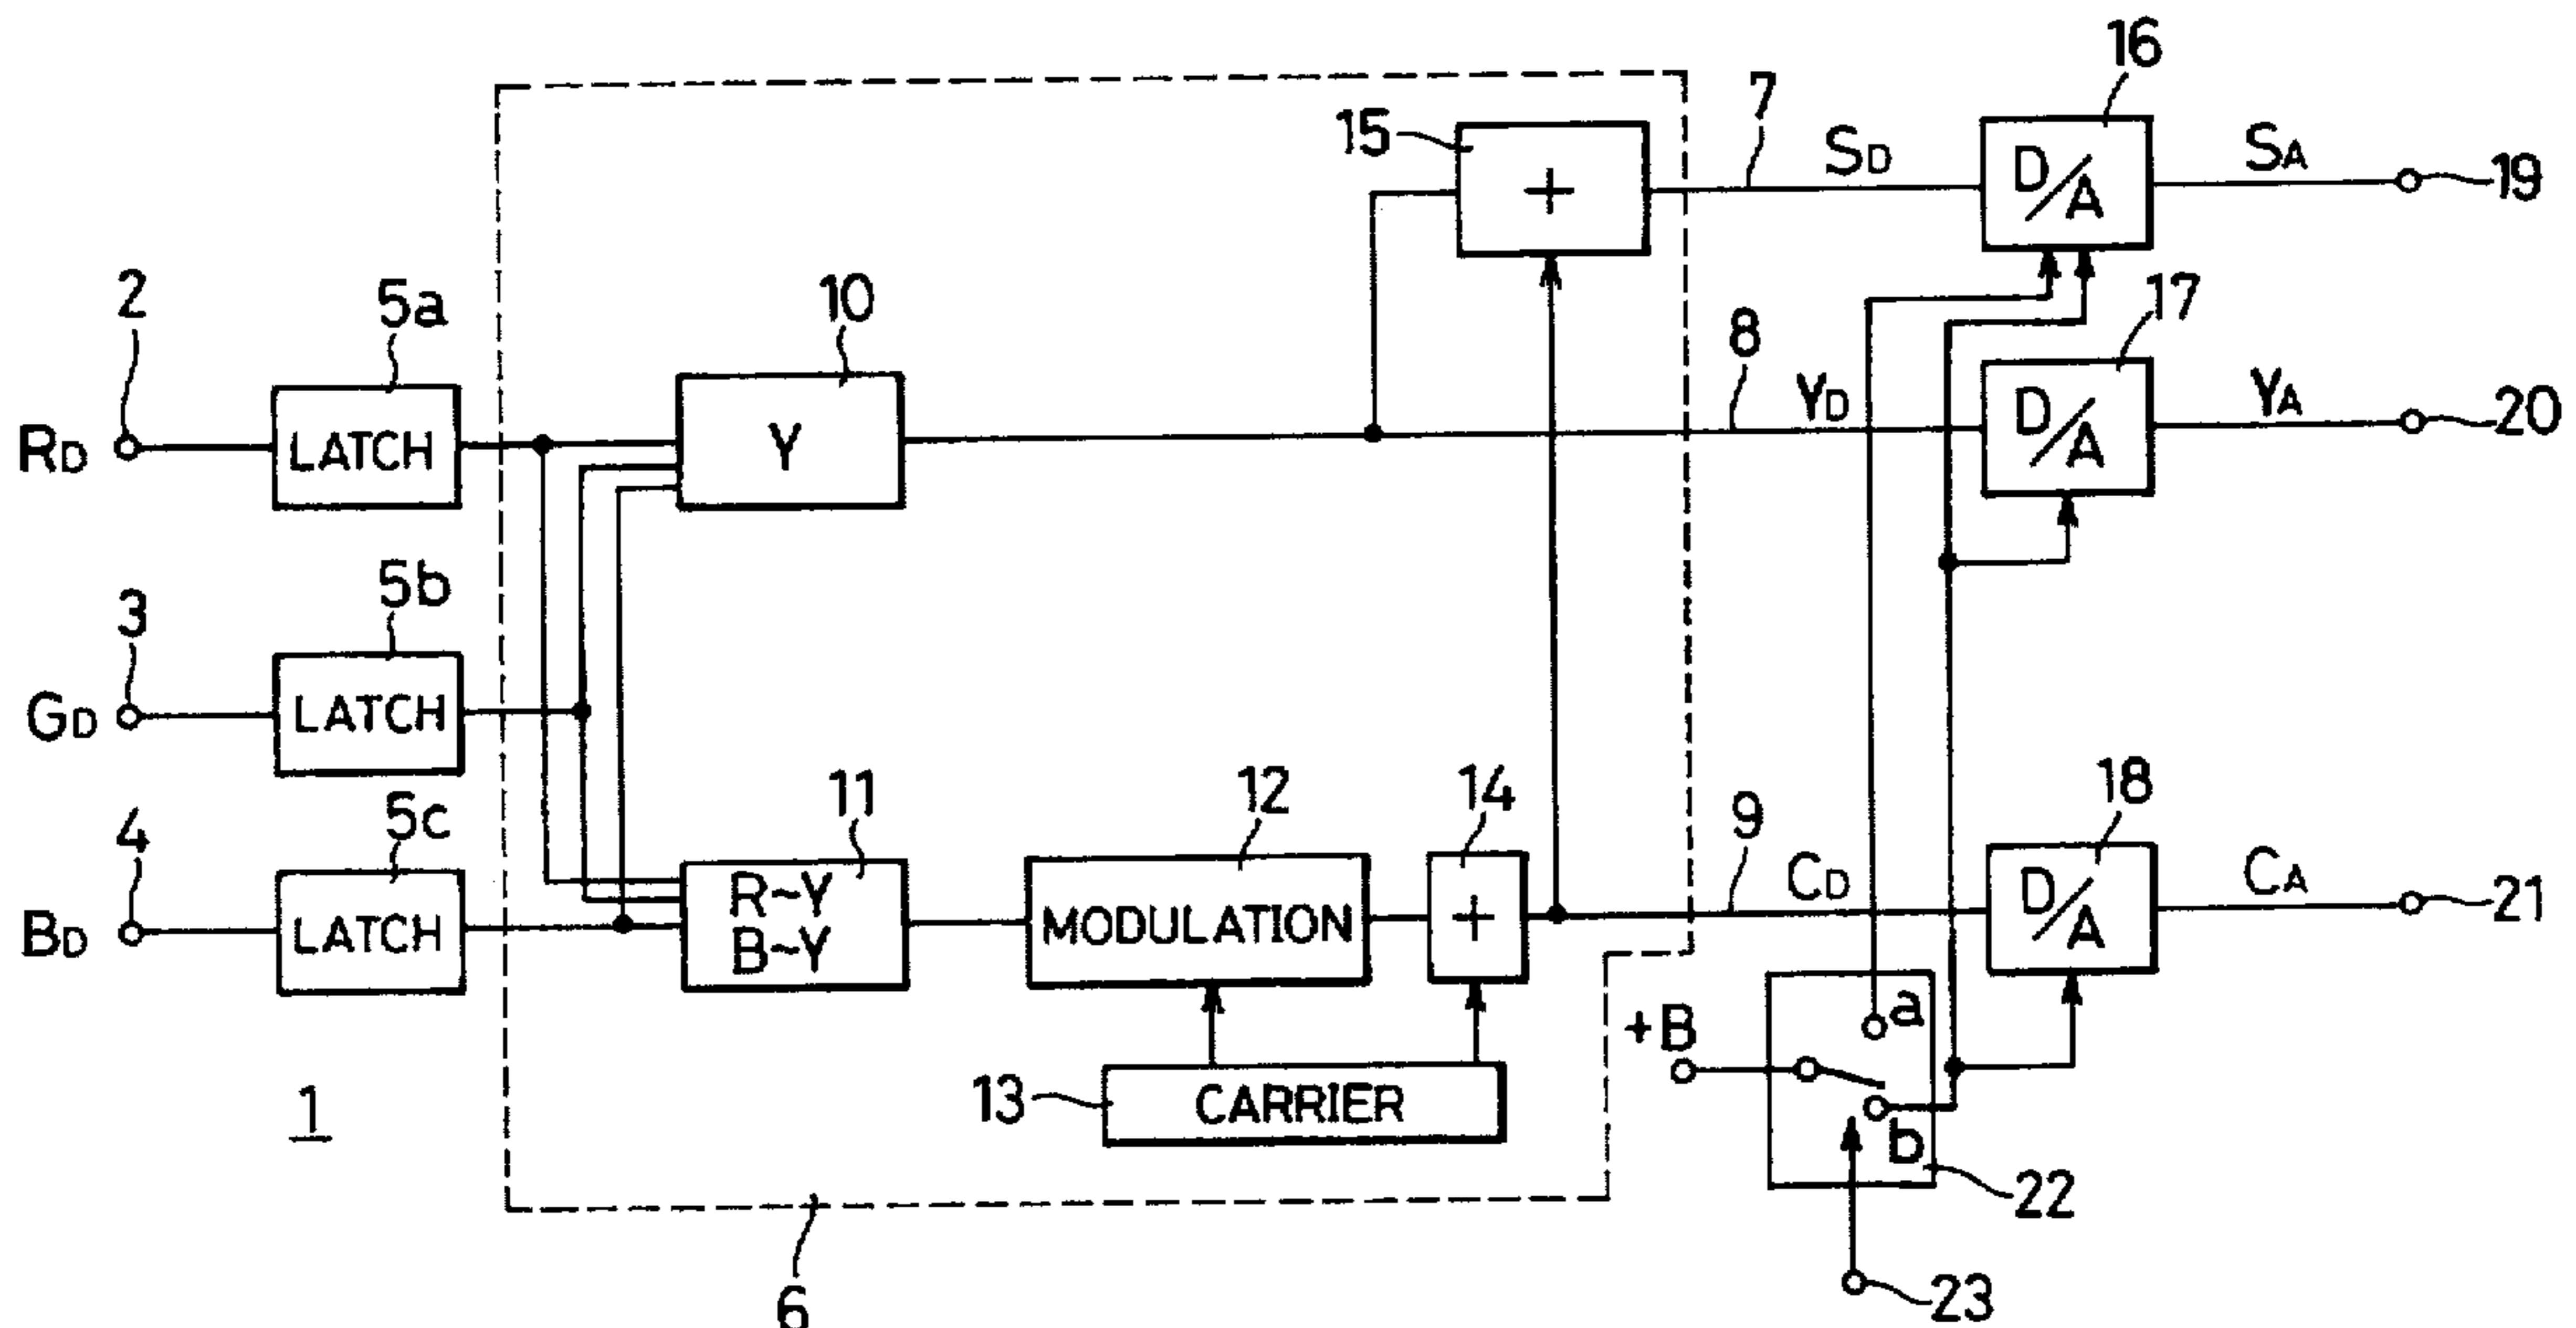 16
7
15
+
SD
D/A
SA
19
2
5a
10
17
8
RD
LATCH
Y
YD
D/A
YA
20
5b
3
GD
LATCH
5c
11
12
14
9
18
4
BD
LATCH
R~Y
B~Y
MODULATION
+
CD
D/A
CA
21
+B
a
1
13
CARRIER
b
22
6
23